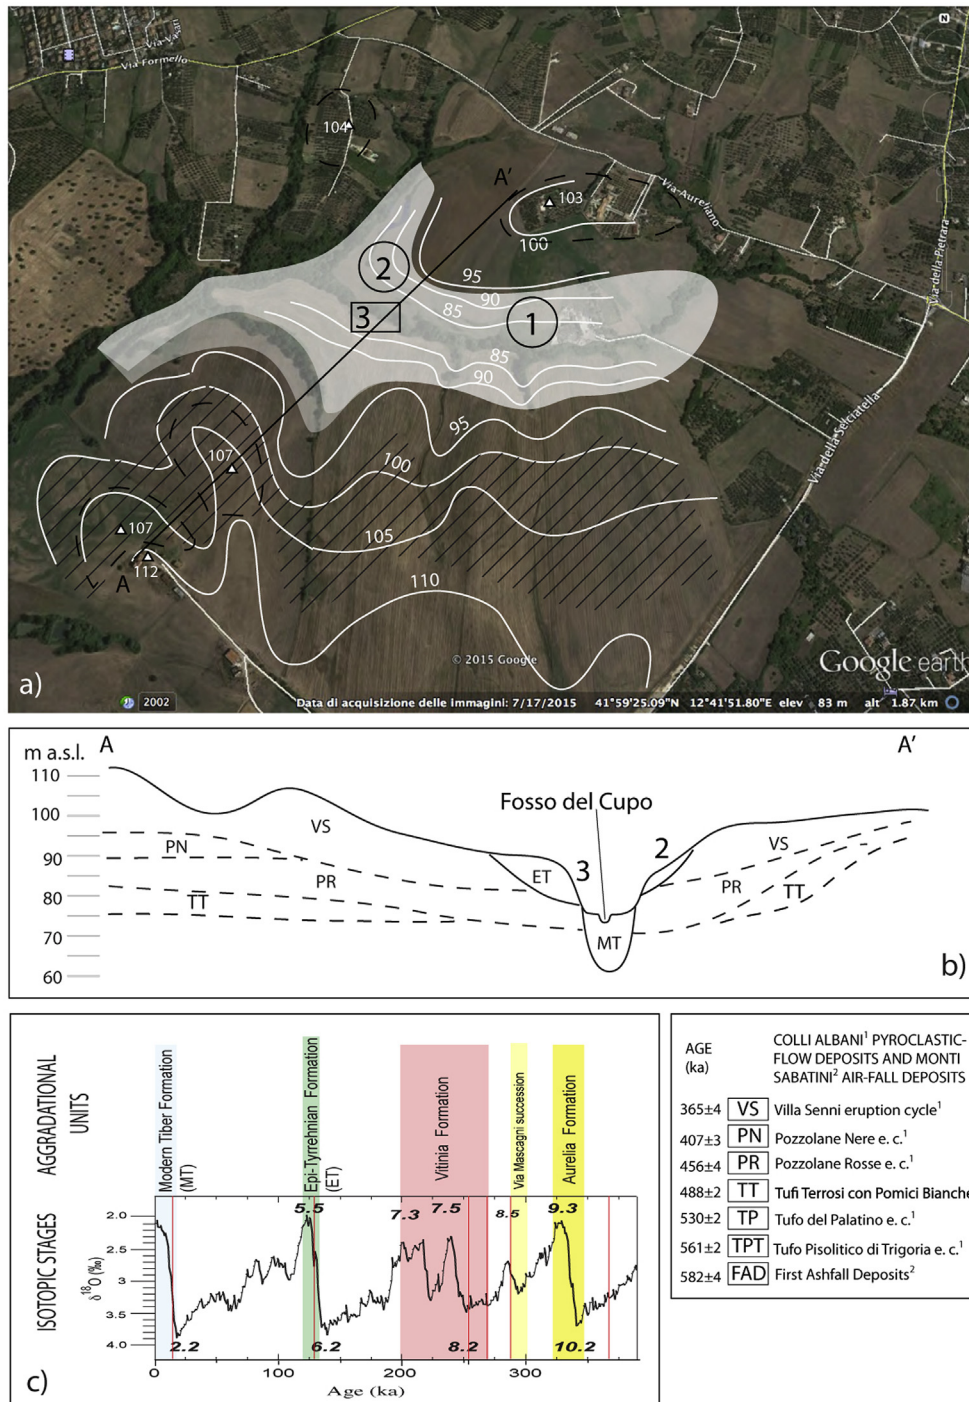 N
Via Formello
104
A'
103
100
Via Aureliano
Via della Pietrara
2
95
90
85
3
1
85
90
95
107
100
107
105
A
112
110
Via della Selciatella
© 2015 Google
Google earth
a)
2002
Data di acquisizione delle immagini: 7/17/2015 41°59'25.09"N 12°41'51.80"E elev 83 m alt 1.87 km
A
A'
m a.s.l.
110
100
90
80
70
60
Fosso del Cupo
VS
PN
PR
TT
ET
3
2
VS
PR
TT
MT
b)
AGGRADATIONAL UNITS
Modern Tiber Formation (MT)
Epi-Tyrrehnian Formation (ET)
Vitinia Formation
Via Mascagni succession
Aurelia Formation
ISOTOPIC STAGES
δ18O (‰)
2.0
2.5
3
3.5
4.0
5.5
7.3
7.5
8.5
9.3
2.2
6.2
8.2
10.2
0
100
200
300
Age (ka)
c)
AGE (ka)
COLLI ALBANI¹ PYROCLASTIC-
FLOW DEPOSITS AND MONTI
SABATINI² AIR-FALL DEPOSITS
365±4 VS Villa Senni eruption cycle¹
407±3 PN Pozzolane Nere e. c.¹
456±4 PR Pozzolane Rosse e. c.¹
488±2 TT Tufi Terrosi con Pomici Bianche
530±2 TP Tufo del Palatino e. c.¹
561±2 TPT Tufo Pisolitico di Trigoria e. c.¹
582±4 FAD First Ashfall Deposits²